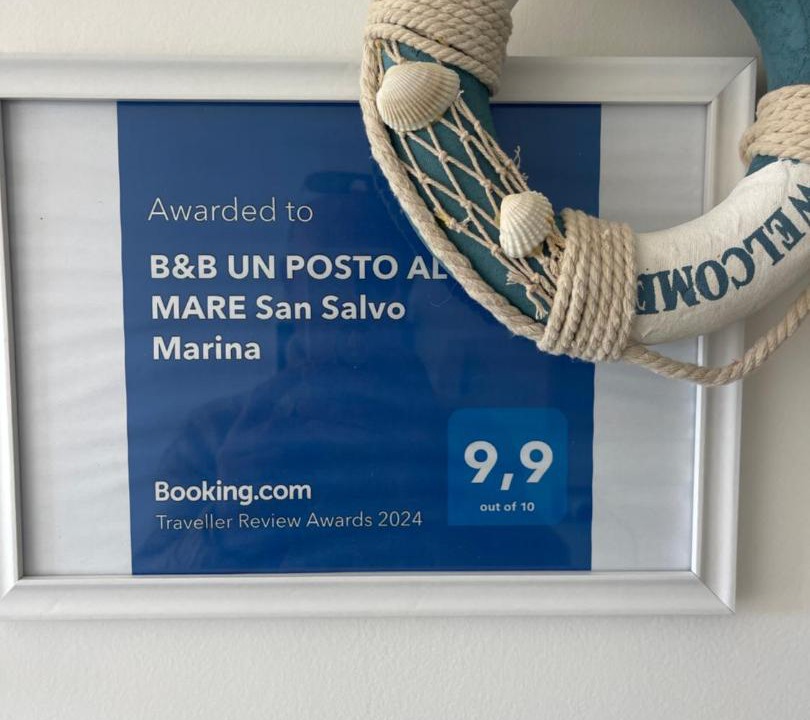 Awarded to
B&B UN POSTO AL
MARE San Salvo
Marina
Booking.com
Traveller Review Awards 2024
9,9
out of 10
WELCOME